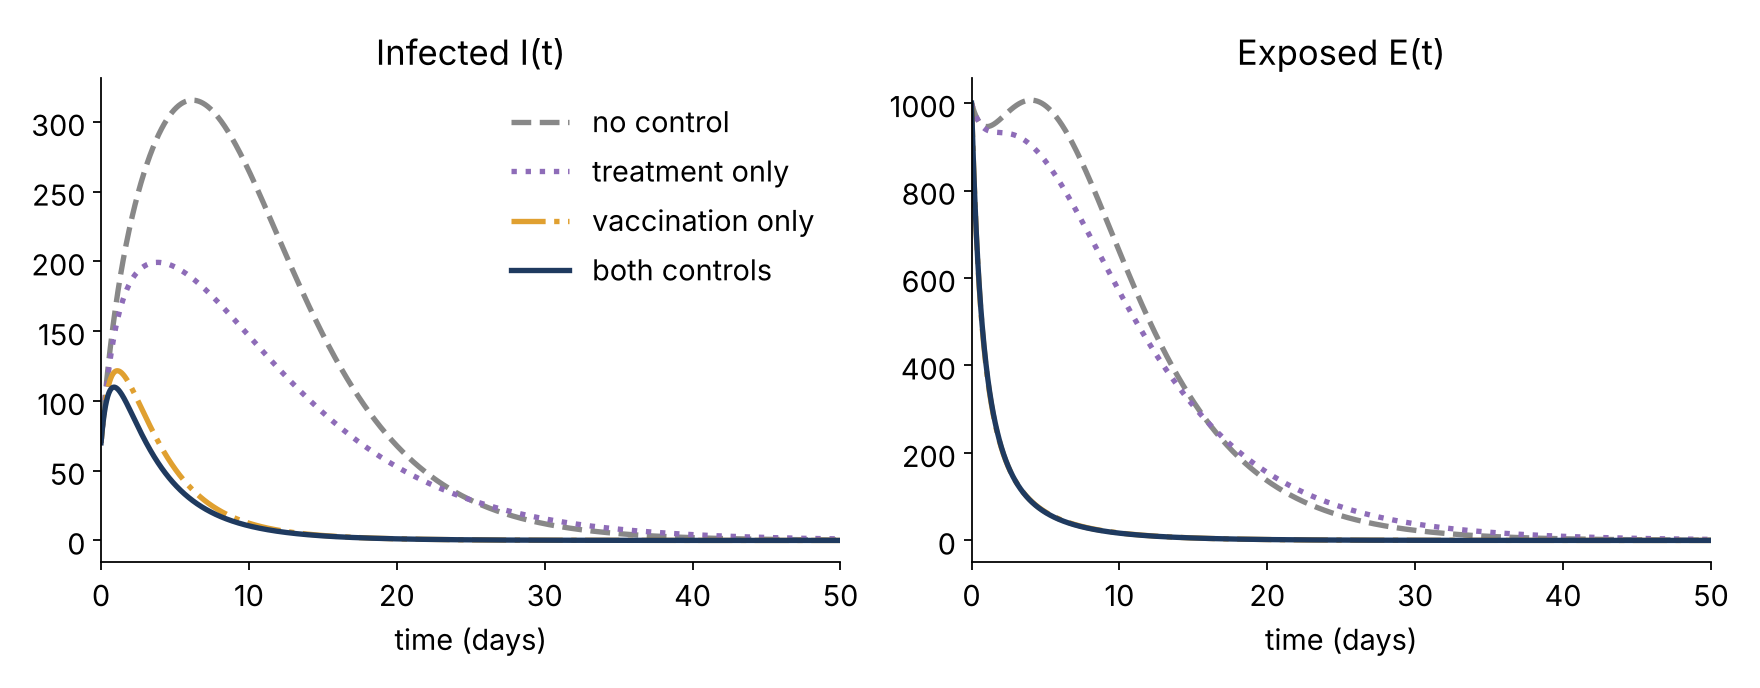 Infected I(t)
300
250
200
150
100
50
0
no control
treatment only
vaccination only
both controls
0 10 20 30 40 50
time (days)
Exposed E(t)
1000
800
600
400
200
0
0 10 20 30 40 50
time (days)